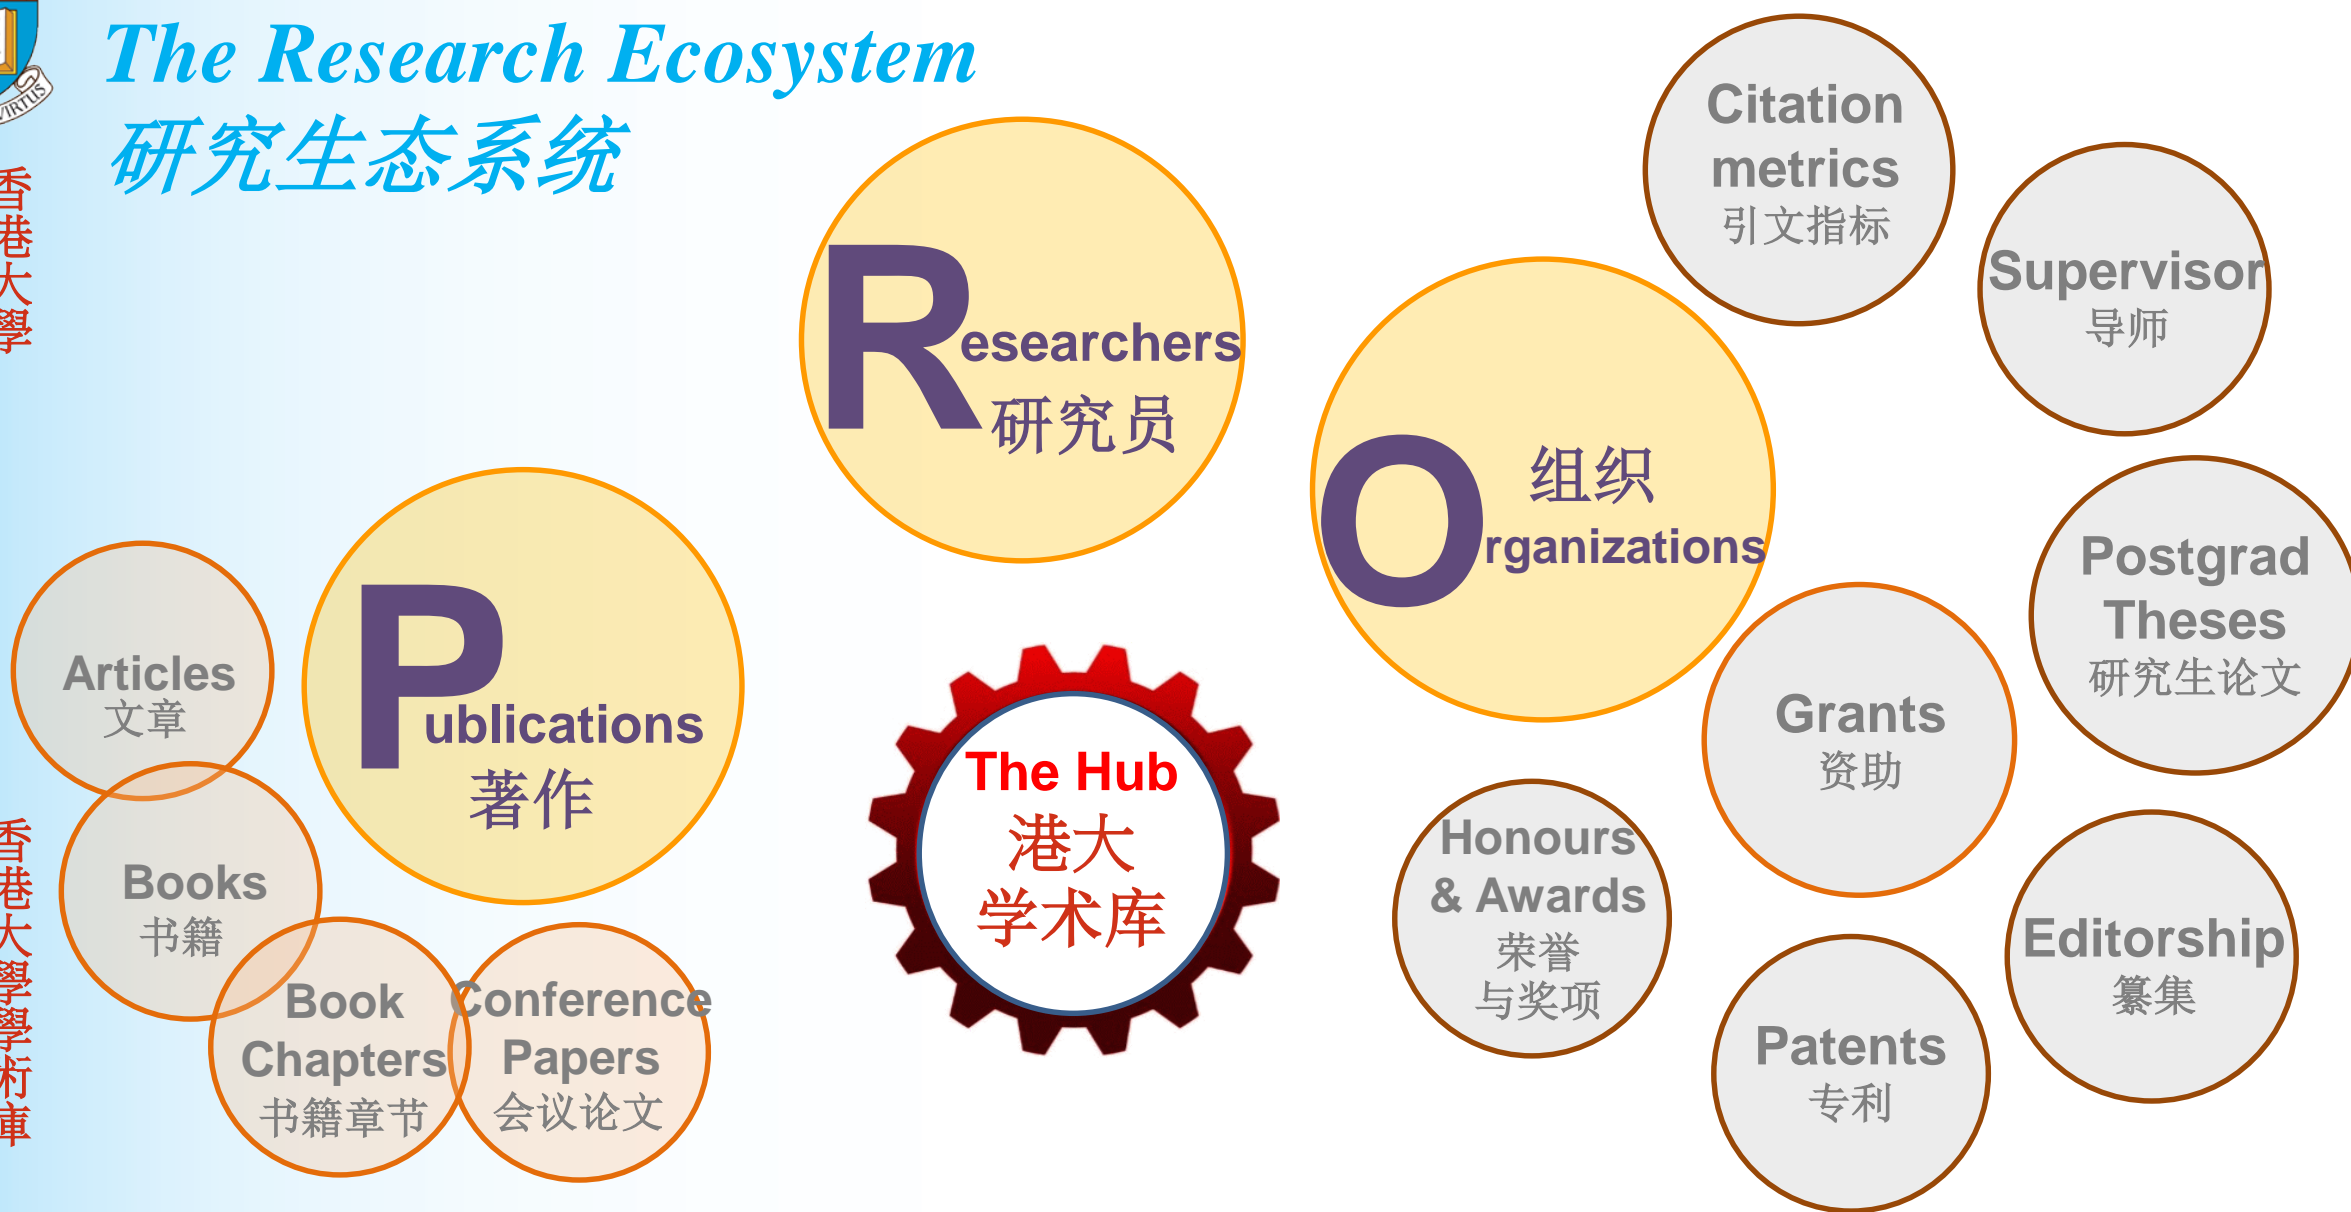 The Research Ecosystem
研究生态系统
VIRTUS
香港大學
香港大學學術庫
Researchers
研究员
组织
Organizations
Publications
著作
Articles
文章
Books
书籍
Book
Chapters
书籍章节
Conference
Papers
会议论文
The Hub
港大
学术库
Citation
metrics
引文指标
Supervisor
导师
Postgrad
Theses
研究生论文
Grants
资助
Honours
& Awards
荣誉
与奖项
Editorship
纂集
Patents
专利